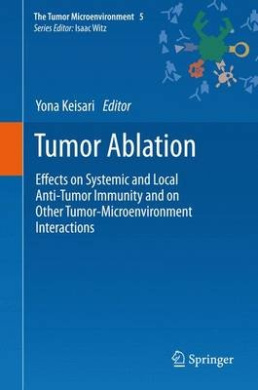 The Tumor Microenvironment 5
Series Editor: Isaac Witz
Yona Keisari Editor
Tumor Ablation
Effects on Systemic and Local
Anti-Tumor Immunity and on
Other Tumor-Microenvironment
Interactions
Springer